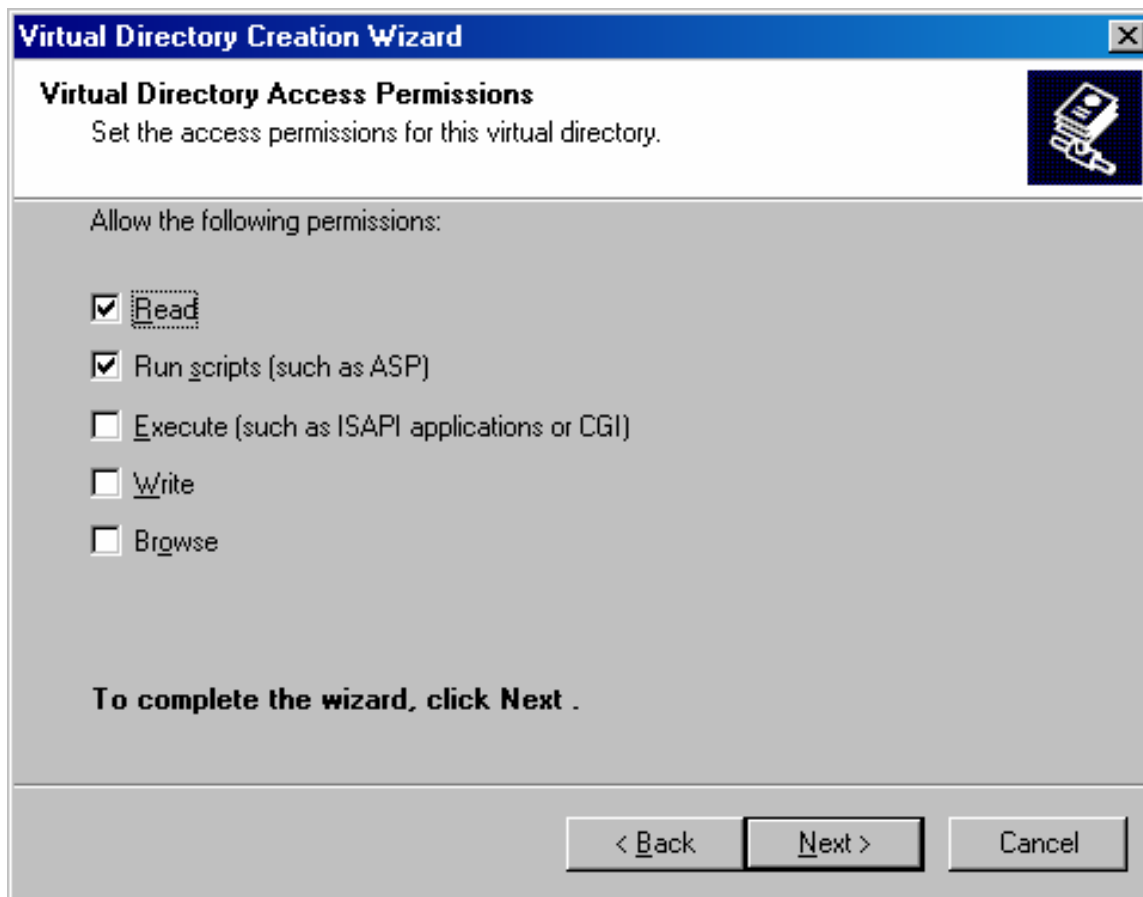 Virtual Directory Creation Wizard
Virtual Directory Access Permissions
Set the access permissions for this virtual directory.
Allow the following permissions:
Read
Run scripts (such as ASP)
Execute (such as ISAPI applications or CGI)
Write
Browse
To complete the wizard, click Next .
< Back Next > Cancel